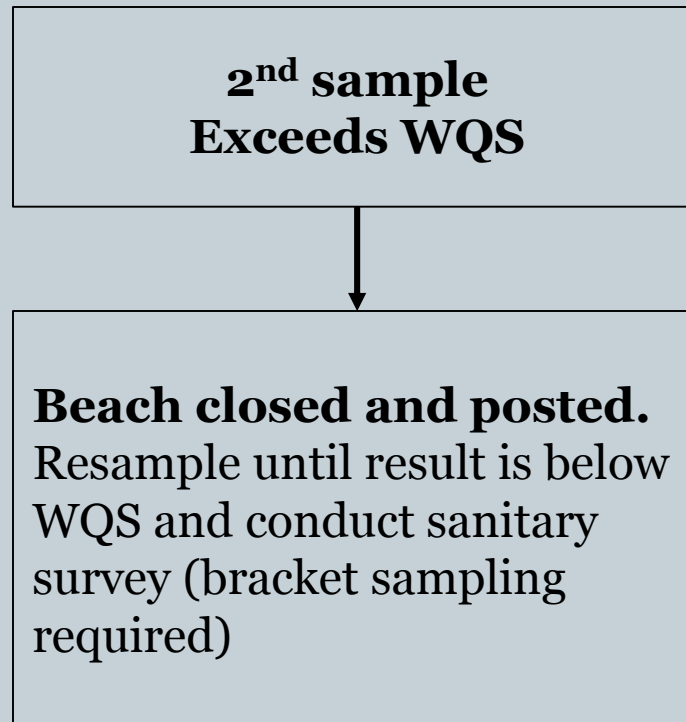 2nd sample
Exceeds WQS
Beach closed and posted.
Resample until result is below
WQS and conduct sanitary
survey (bracket sampling
required)